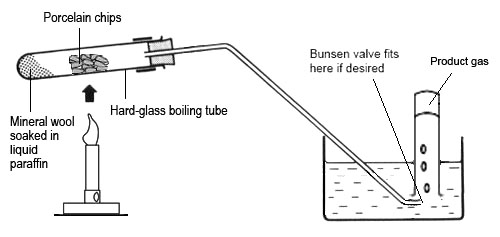 Porcelain chips
Bunsen valve fits
here if desired
Product gas
Hard-glass boiling tube
Mineral wool
soaked in
liquid
paraffin